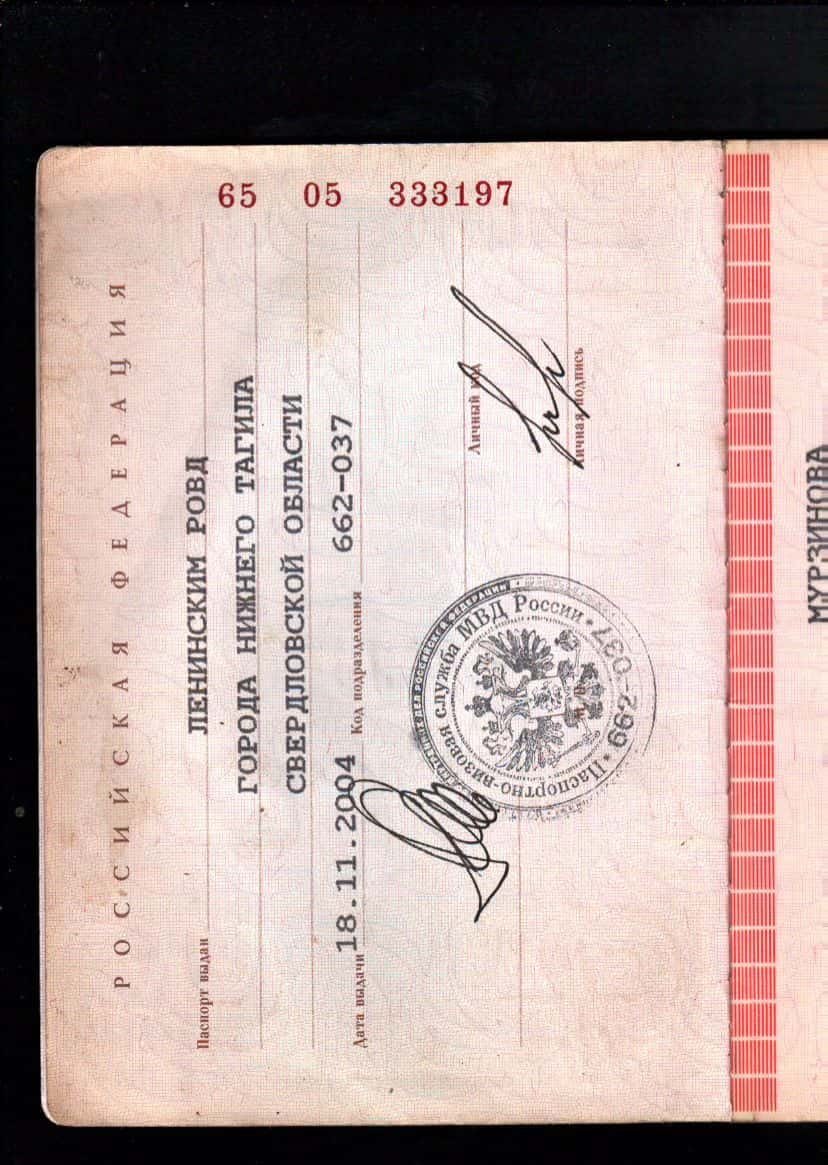 65 05 333197
РОССИЙСКАЯ ФЕДЕРАЦИЯ
Паспорт выдан
ЛЕНИНСКИМ РОВД
ГОРОДА НИЖНЕГО ТАГИЛА
СВЕРДЛОВСКОЙ ОБЛАСТИ
Дата выдачи 18.11.2004 Код подразделения 662-037
Личный код
Личная подпись
Паспортно-визовая служба МВД России • 662-037 •
М.П.
МУРЗИНОВА